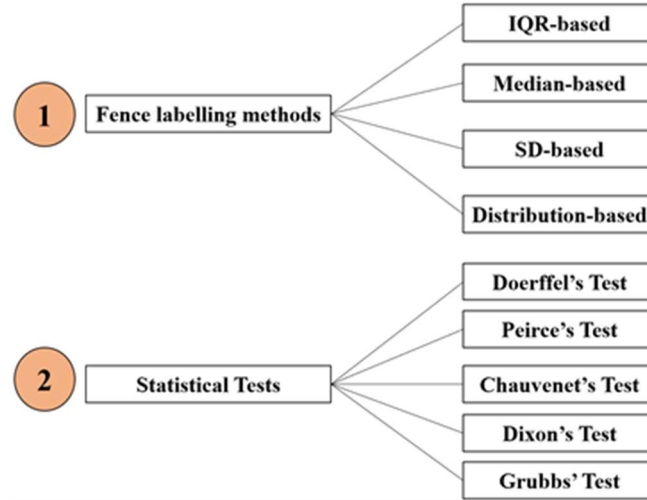 1
Fence labelling methods
IQR-based
Median-based
SD-based
Distribution-based
2
Statistical Tests
Doerffel's Test
Peirce's Test
Chauvenet's Test
Dixon's Test
Grubbs' Test